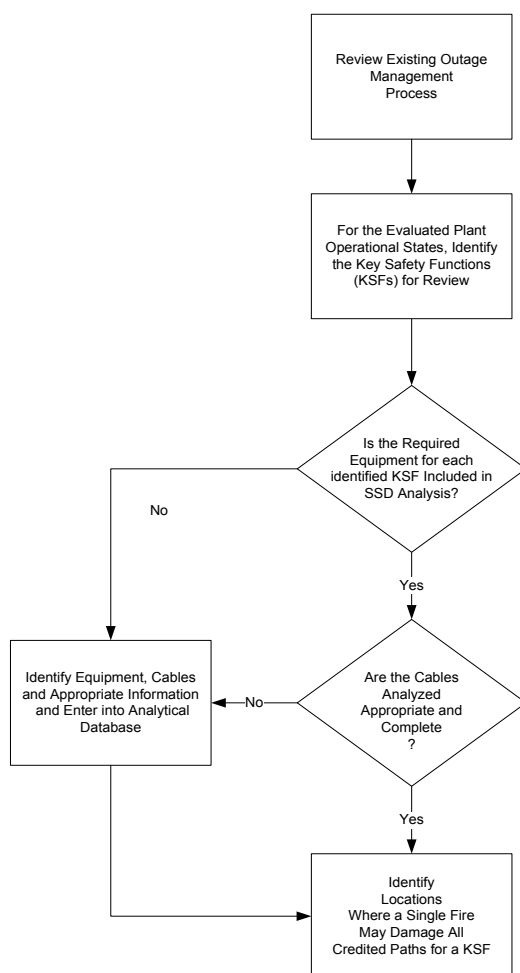 Review Existing Outage
Management
Process
For the Evaluated Plant
Operational States, Identify
the Key Safety Functions
(KSFs) for Review
Is the Required
Equipment for each
identified KSF Included in
SSD Analysis?
No
Yes
Identify Equipment, Cables
and Appropriate Information
and Enter into Analytical
Database
No
Are the Cables
Analyzed
Appropriate and
Complete
?
Yes
Identify
Locations
Where a Single Fire
May Damage All
Credited Paths for a KSF